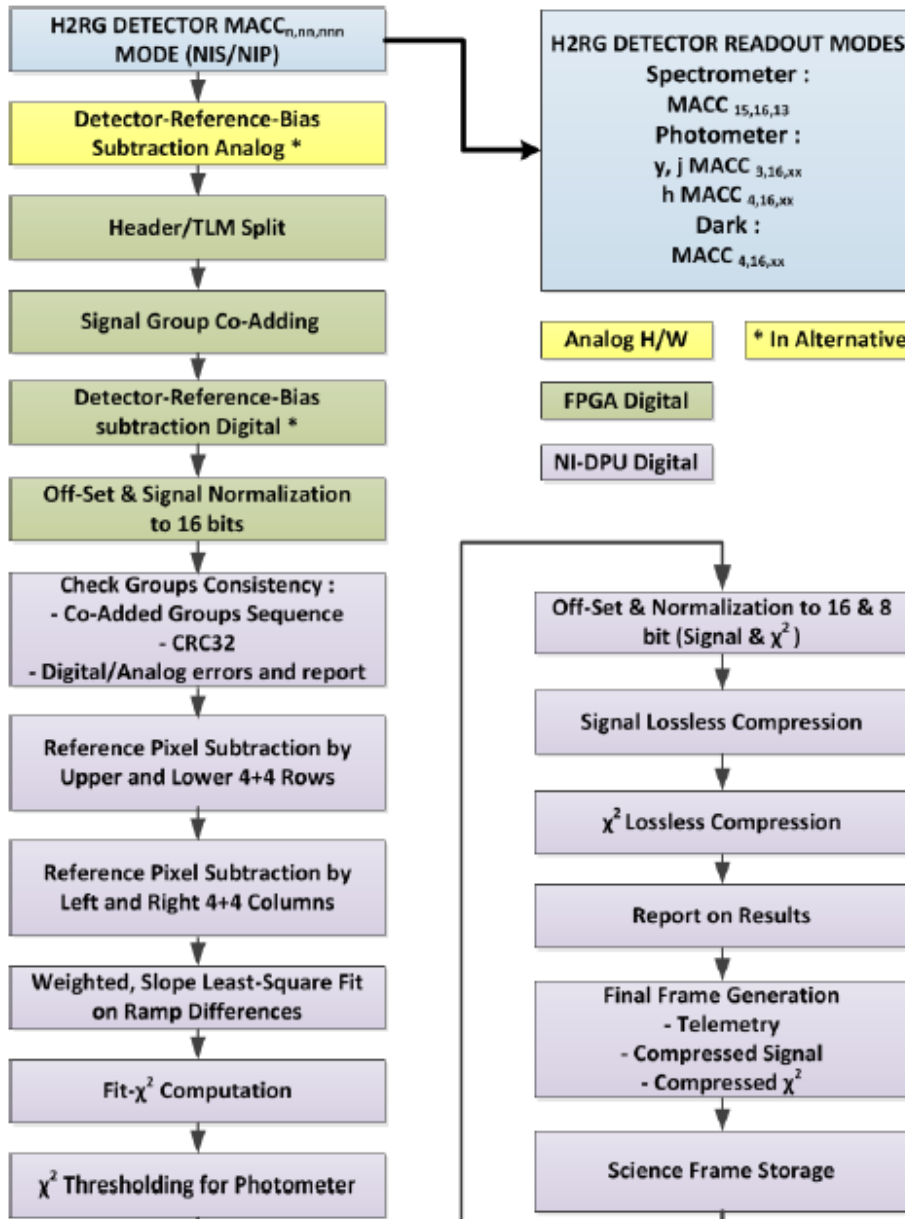 H2RG DETECTOR MACCn,nn,nnn
MODE (NIS/NIP)
Detector-Reference-Bias
Subtraction Analog *
Header/TLM Split
Signal Group Co-Adding
Detector-Reference-Bias
subtraction Digital *
Off-Set & Signal Normalization
to 16 bits
Check Groups Consistency :
- Co-Added Groups Sequence
- CRC32
- Digital/Analog errors and report
Reference Pixel Subtraction by
Upper and Lower 4+4 Rows
Reference Pixel Subtraction by
Left and Right 4+4 Columns
Weighted, Slope Least-Square Fit
on Ramp Differences
Fit-χ² Computation
χ² Thresholding for Photometer
H2RG DETECTOR READOUT MODES
Spectrometer :
MACC 15,16,13
Photometer :
y, j MACC 3,16,xx
h MACC 4,16,xx
Dark :
MACC 4,16,xx
Analog H/W
* In Alternative
FPGA Digital
NI-DPU Digital
Off-Set & Normalization to 16 & 8
bit (Signal & χ² )
Signal Lossless Compression
χ² Lossless Compression
Report on Results
Final Frame Generation
- Telemetry
- Compressed Signal
- Compressed χ²
Science Frame Storage